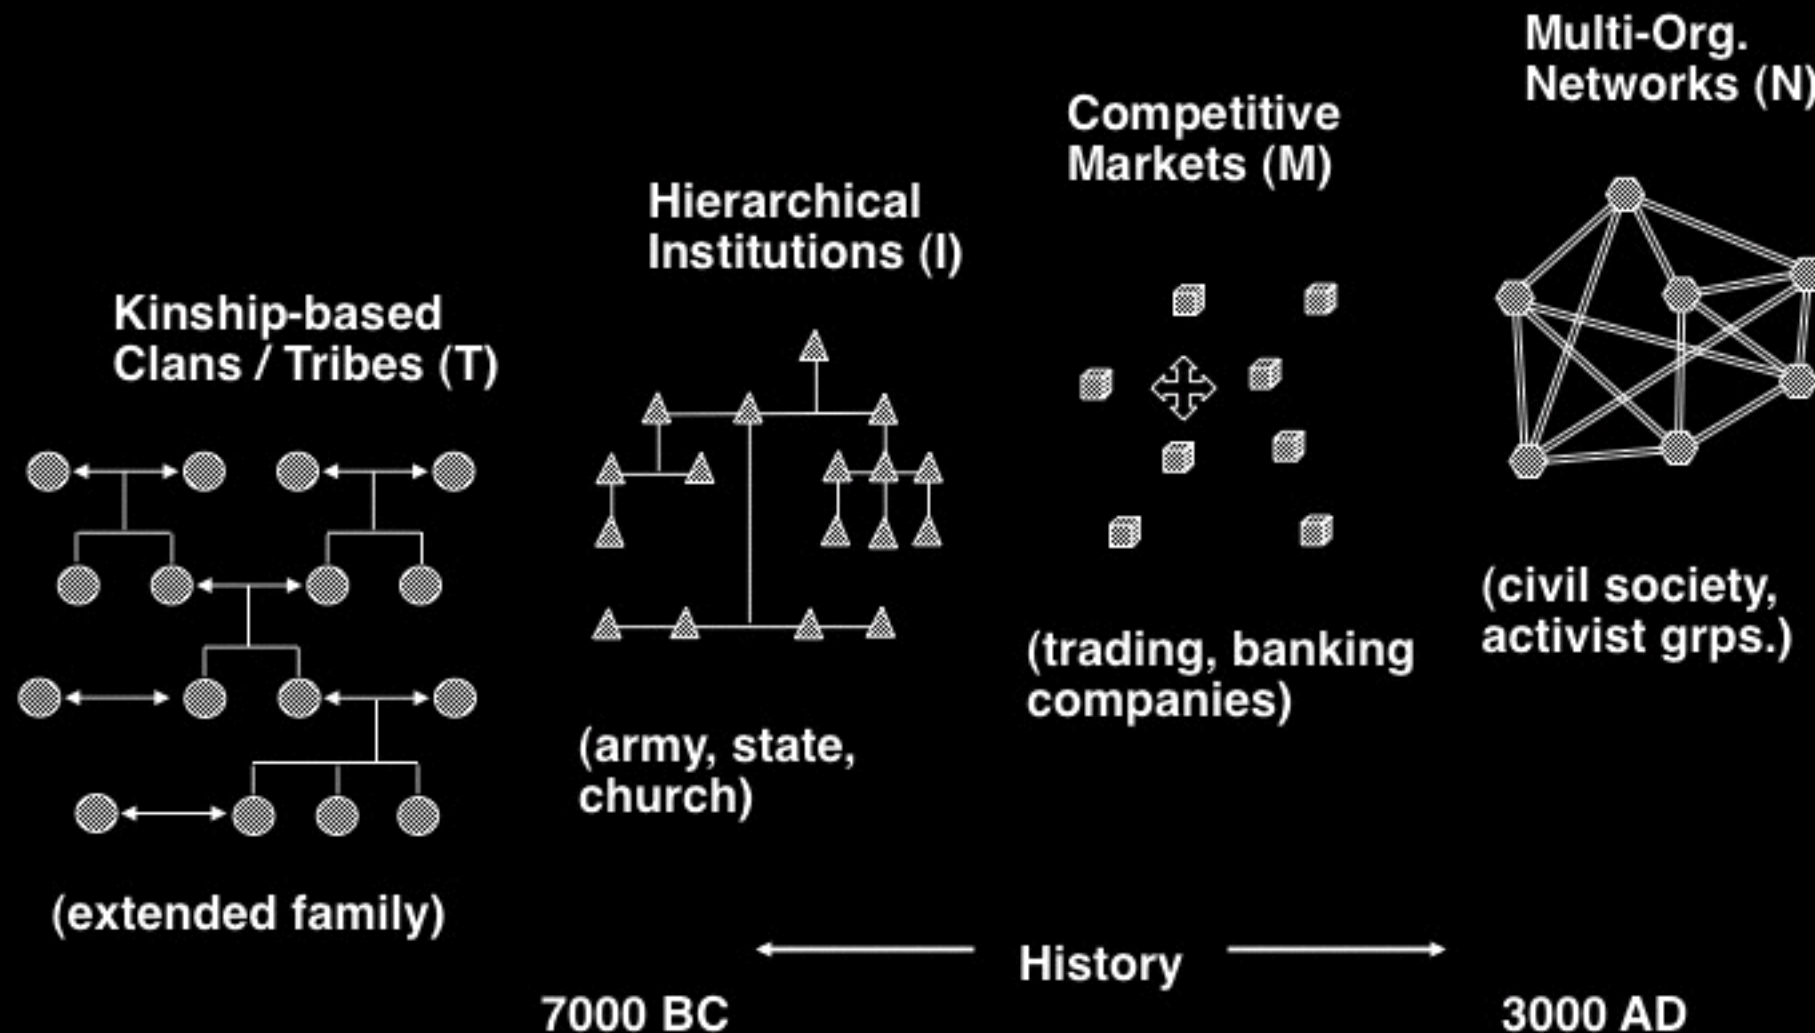 Kinship-based
Clans / Tribes (T)
(extended family)
Hierarchical
Institutions (I)
(army, state,
church)
Competitive
Markets (M)
(trading, banking
companies)
Multi-Org.
Networks (N)
(civil society,
activist grps.)
History
7000 BC
3000 AD